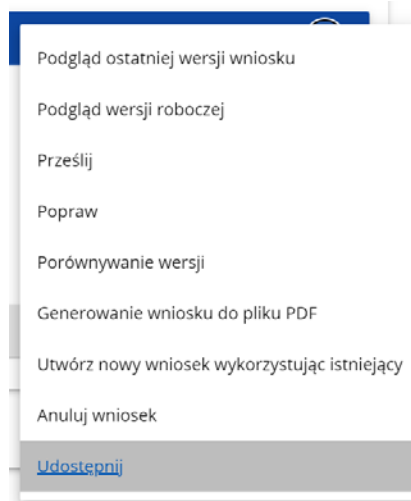 Podgląd ostatniej wersji wniosku
Podgląd wersji roboczej
Prześlij
Popraw
Porównywanie wersji
Generowanie wniosku do pliku PDF
Utwórz nowy wniosek wykorzystując istniejący
Anuluj wniosek
Udostępnij